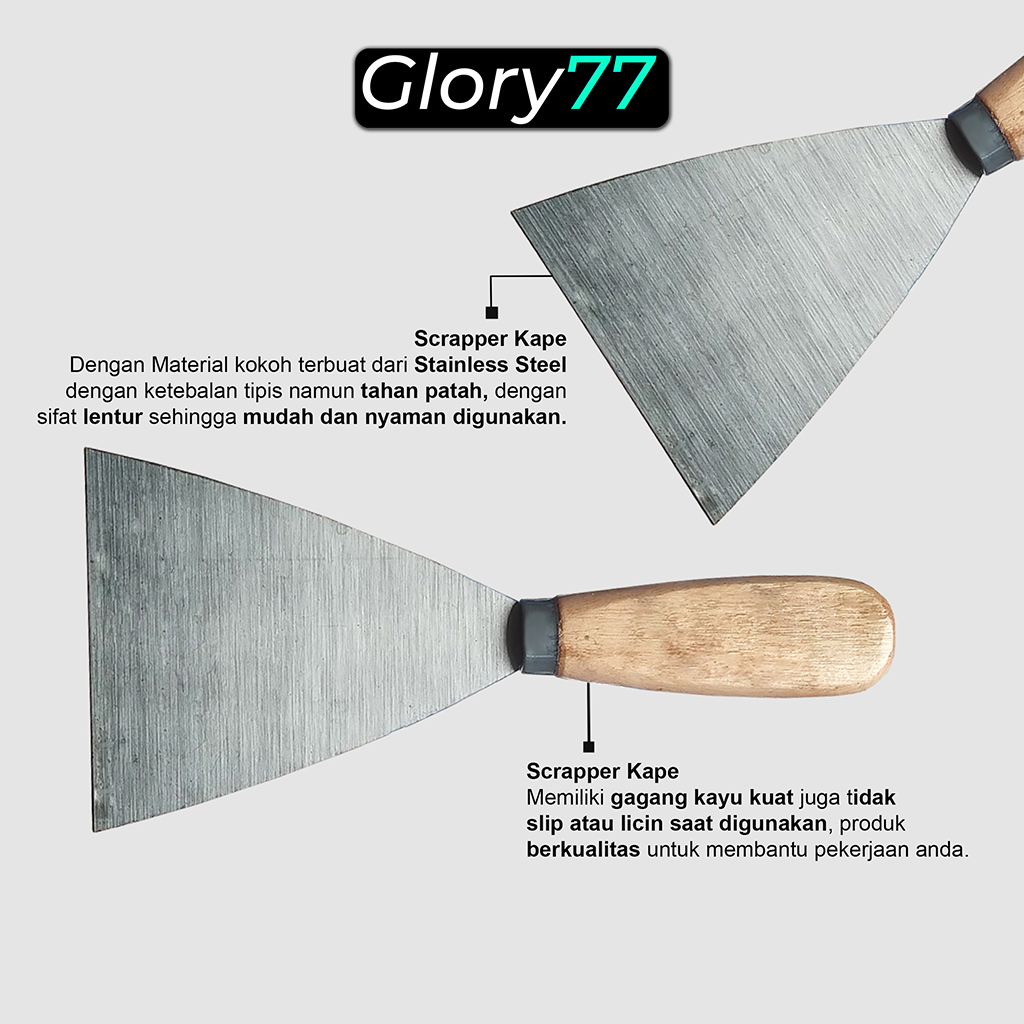 Glory77
Scrapper Kape
Dengan Material kokoh terbuat dari Stainless Steel
dengan ketebalan tipis namun tahan patah, dengan
sifat lentur sehingga mudah dan nyaman digunakan.
Scrapper Kape
Memiliki gagang kayu kuat juga tidak
slip atau licin saat digunakan, produk
berkualitas untuk membantu pekerjaan anda.